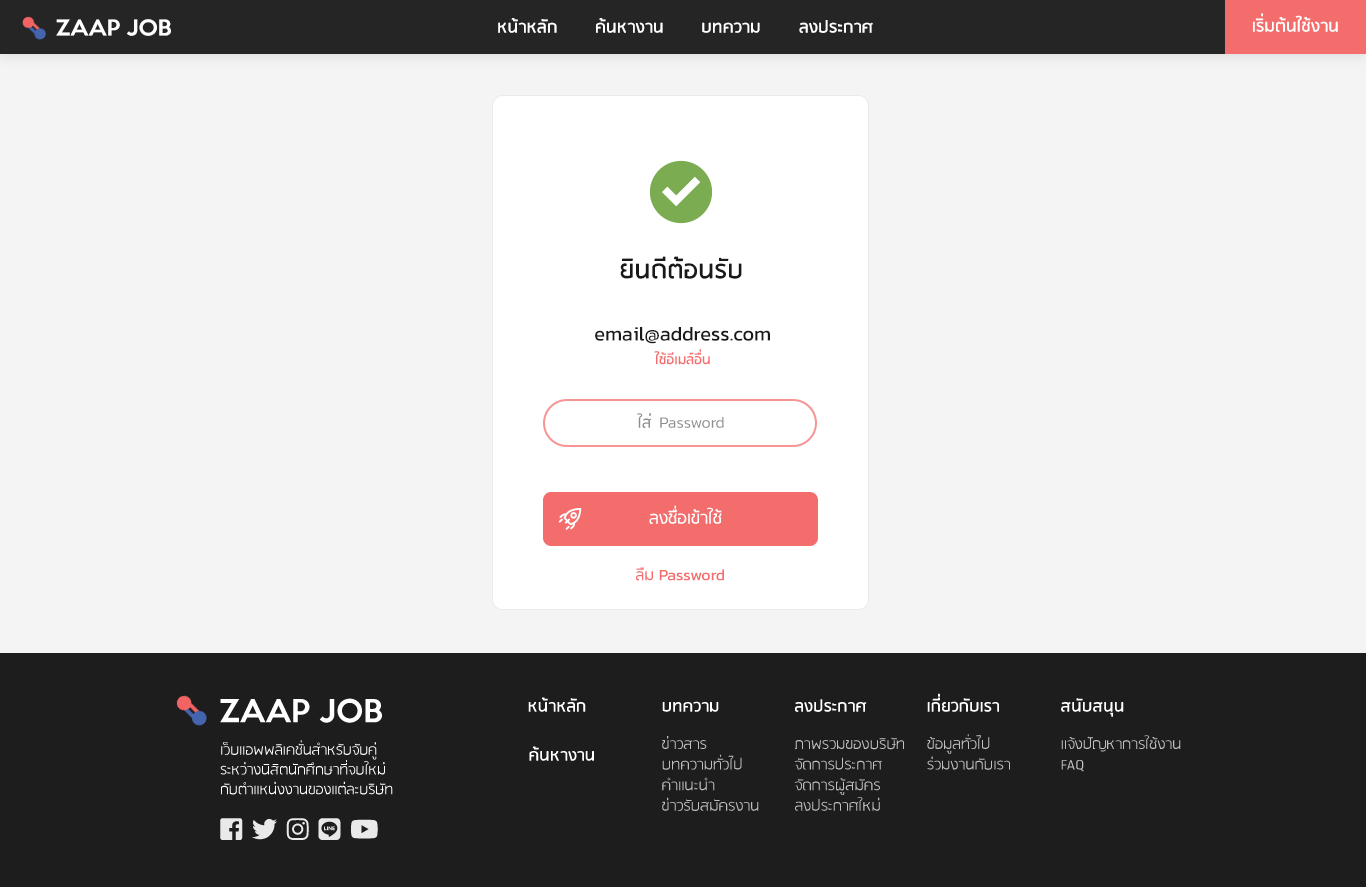 ZAAP JOB
หน้าหลัก
ค้นหางาน
บทความ
ลงประกาศ
เริ่มต้นใช้งาน
ยินดีต้อนรับ
email@address.com
ใช้อีเมล์อื่น
ใส่ Password
ลงชื่อเข้าใช้
ลืม Password
ZAAP JOB
เว็บแอพพลิเคชั่นสำหรับจับคู่
ระหว่างนิสิตนักศึกษาที่จบใหม่
กับตำแหน่งงานของแต่ละบริษัท
LINE
หน้าหลัก
ค้นหางาน
บทความ
ข่าวสาร
บทความทั่วไป
คำแนะนำ
ข่าวรับสมัครงาน
ลงประกาศ
ภาพรวมของบริษัท
จัดการประกาศ
จัดการผู้สมัคร
ลงประกาศใหม่
เกี่ยวกับเรา
ข้อมูลทั่วไป
ร่วมงานกับเรา
สนับสนุน
แจ้งปัญหาการใช้งาน
FAQ